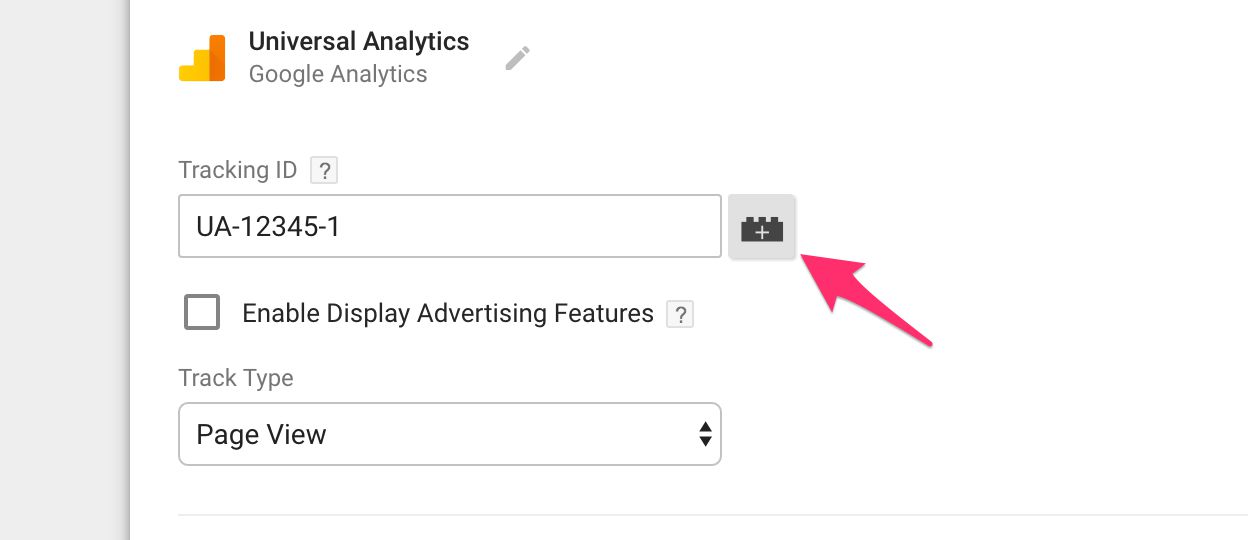 Universal Analytics
Google Analytics
Tracking ID ?
UA-12345-1
+
Enable Display Advertising Features ?
Track Type
Page View